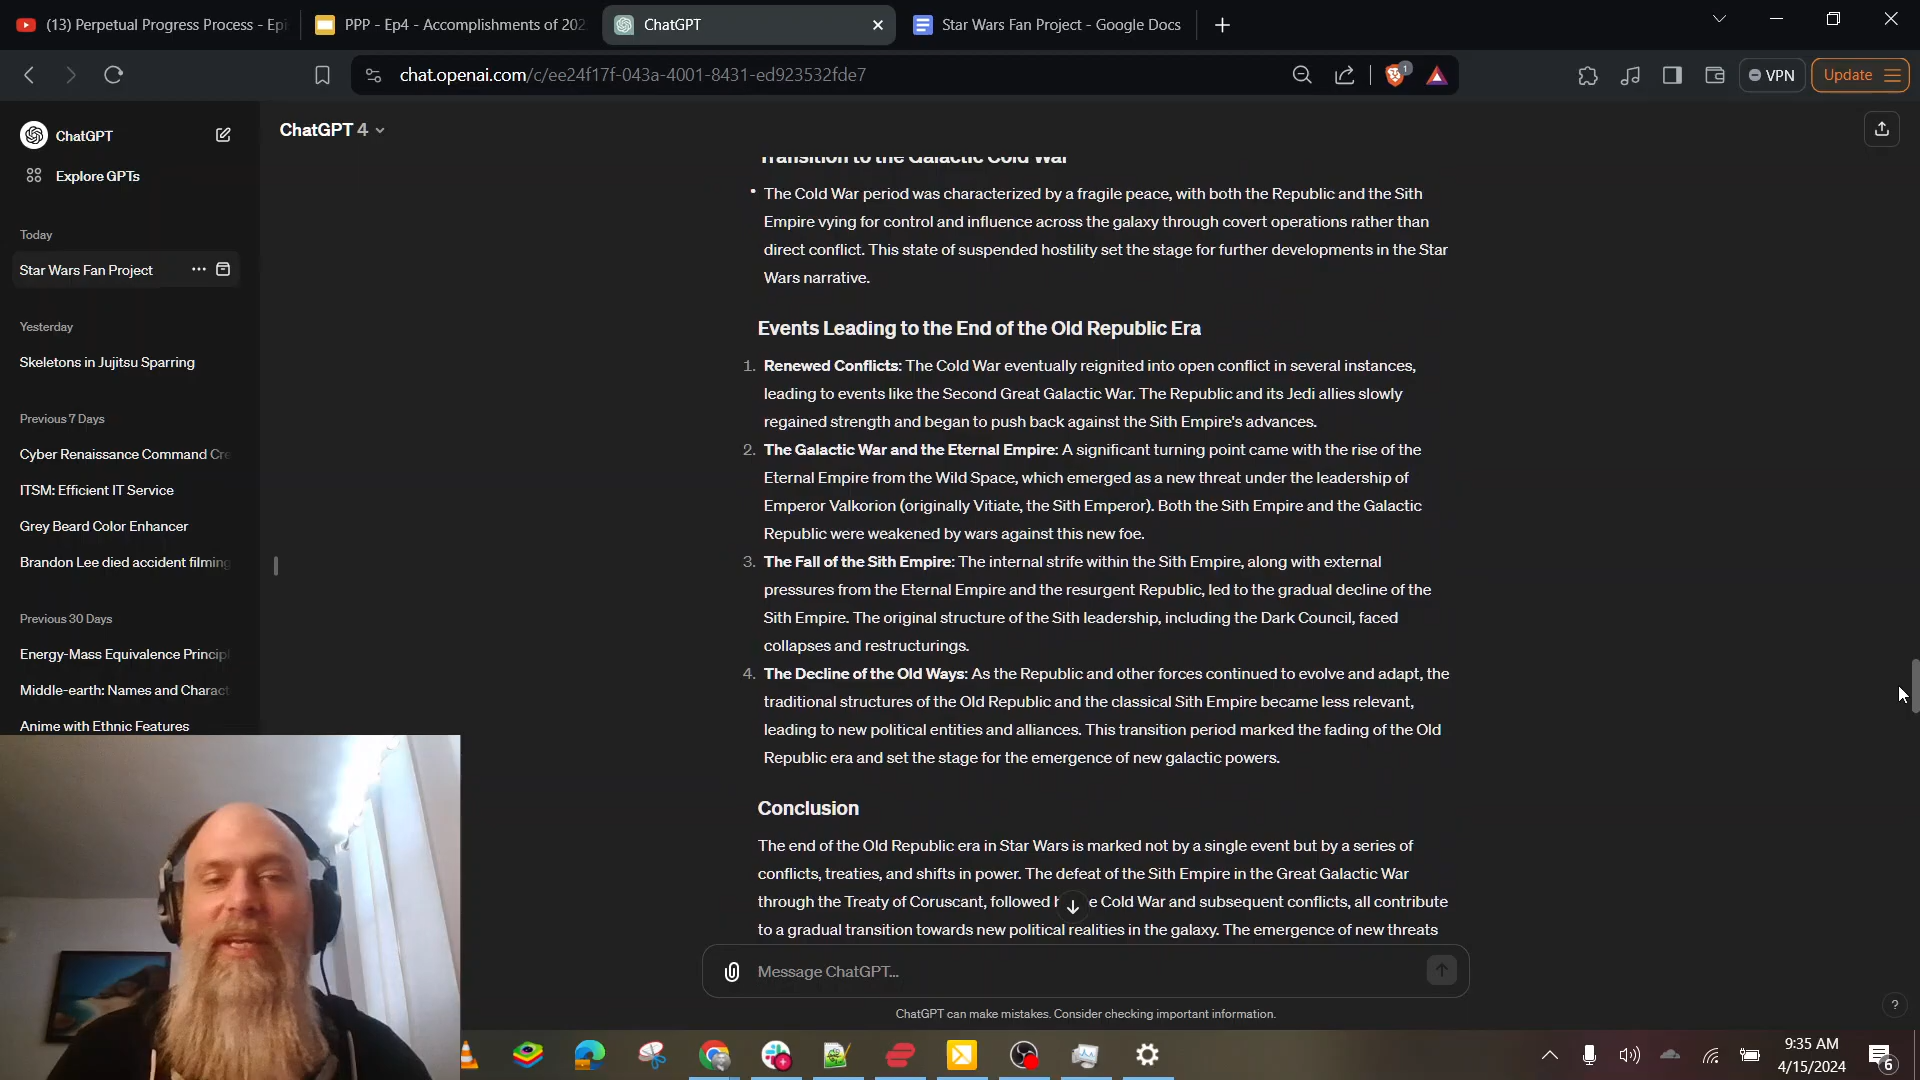 (13) Perpetual Progress Process - Epi
PPP - Ep4 - Accomplishments of 202
ChatGPT
Star Wars Fan Project - Google Docs
chat.openai.com/c/ee24f17f-043a-4001-8431-ed923532fde7
1
VPN
Update
ChatGPT
Explore GPTs
Today
Star Wars Fan Project
Yesterday
Skeletons in Jujitsu Sparring
Previous 7 Days
Cyber Renaissance Command Cre
ITSM: Efficient IT Service
Grey Beard Color Enhancer
Brandon Lee died accident filming
Previous 30 Days
Energy-Mass Equivalence Principl
Middle-earth: Names and Charact
Anime with Ethnic Features
ChatGPT 4
Transition to the Galactic Cold War
• The Cold War period was characterized by a fragile peace, with both the Republic and the Sith
Empire vying for control and influence across the galaxy through covert operations rather than
direct conflict. This state of suspended hostility set the stage for further developments in the Star
Wars narrative.
Events Leading to the End of the Old Republic Era
1. Renewed Conflicts: The Cold War eventually reignited into open conflict in several instances,
leading to events like the Second Great Galactic War. The Republic and its Jedi allies slowly
regained strength and began to push back against the Sith Empire's advances.
2. The Galactic War and the Eternal Empire: A significant turning point came with the rise of the
Eternal Empire from the Wild Space, which emerged as a new threat under the leadership of
Emperor Valkorion (originally Vitiate, the Sith Emperor). Both the Sith Empire and the Galactic
Republic were weakened by wars against this new foe.
3. The Fall of the Sith Empire: The internal strife within the Sith Empire, along with external
pressures from the Eternal Empire and the resurgent Republic, led to the gradual decline of the
Sith Empire. The original structure of the Sith leadership, including the Dark Council, faced
collapses and restructurings.
4. The Decline of the Old Ways: As the Republic and other forces continued to evolve and adapt, the
traditional structures of the Old Republic and the classical Sith Empire became less relevant,
leading to new political entities and alliances. This transition period marked the fading of the Old
Republic era and set the stage for the emergence of new galactic powers.
Conclusion
The end of the Old Republic era in Star Wars is marked not by a single event but by a series of
conflicts, treaties, and shifts in power. The defeat of the Sith Empire in the Great Galactic War
through the Treaty of Coruscant, followed e Cold War and subsequent conflicts, all contribute
to a gradual transition towards new political realities in the galaxy. The emergence of new threats
Message ChatGPT...
ChatGPT can make mistakes. Consider checking important information.
?
9:35 AM
4/15/2024
6